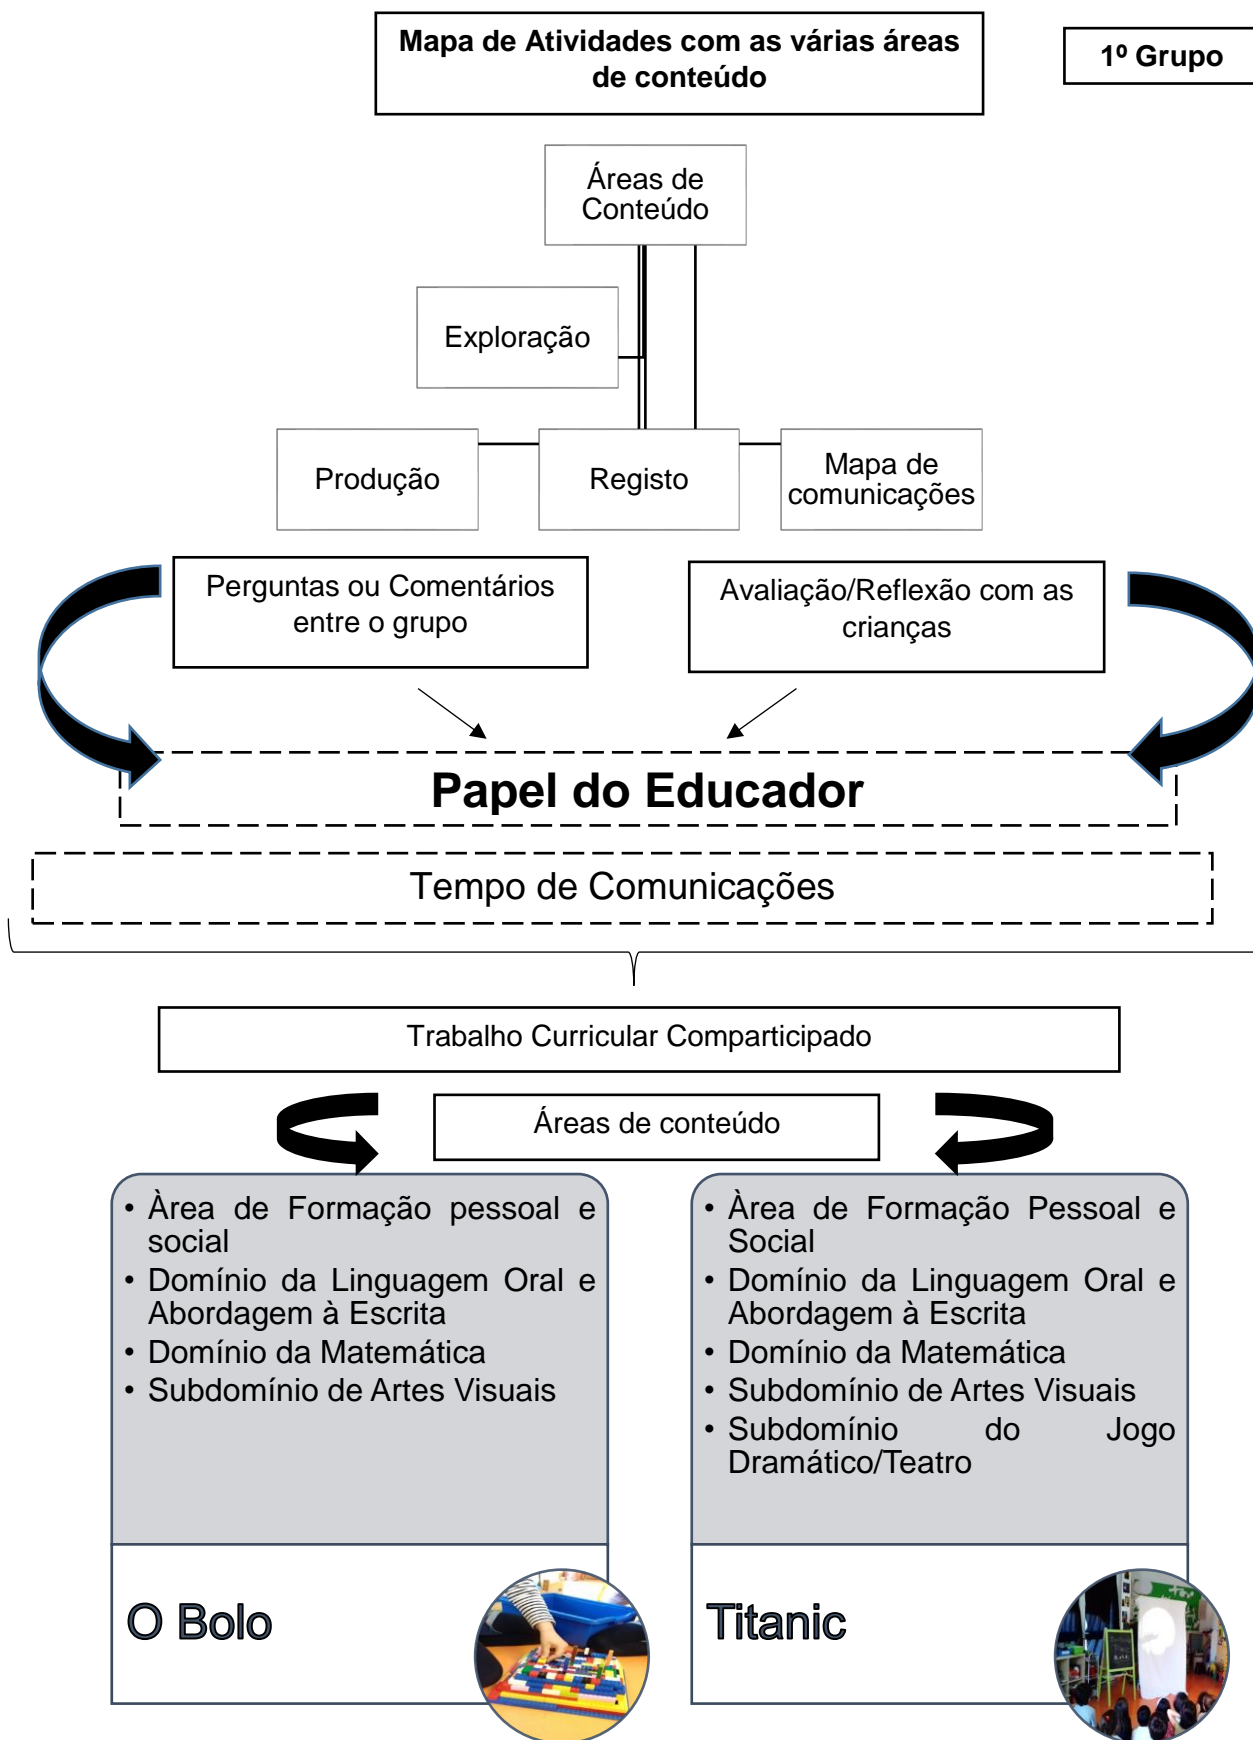 Mapa de Atividades com as várias áreas
de conteúdo
1º Grupo
Áreas de
Conteúdo
Exploração
Produção
Registo
Mapa de
comunicações
Perguntas ou Comentários
entre o grupo
Avaliação/Reflexão com as
crianças
Papel do Educador
Tempo de Comunicações
Trabalho Curricular Comparticipado
Áreas de conteúdo
• Àrea de Formação pessoal e
social
• Domínio da Linguagem Oral e
Abordagem à Escrita
• Domínio da Matemática
• Subdomínio de Artes Visuais
O Bolo
• Àrea de Formação Pessoal e
Social
• Domínio da Linguagem Oral e
Abordagem à Escrita
• Domínio da Matemática
• Subdomínio de Artes Visuais
• Subdomínio do Jogo
Dramático/Teatro
Titanic